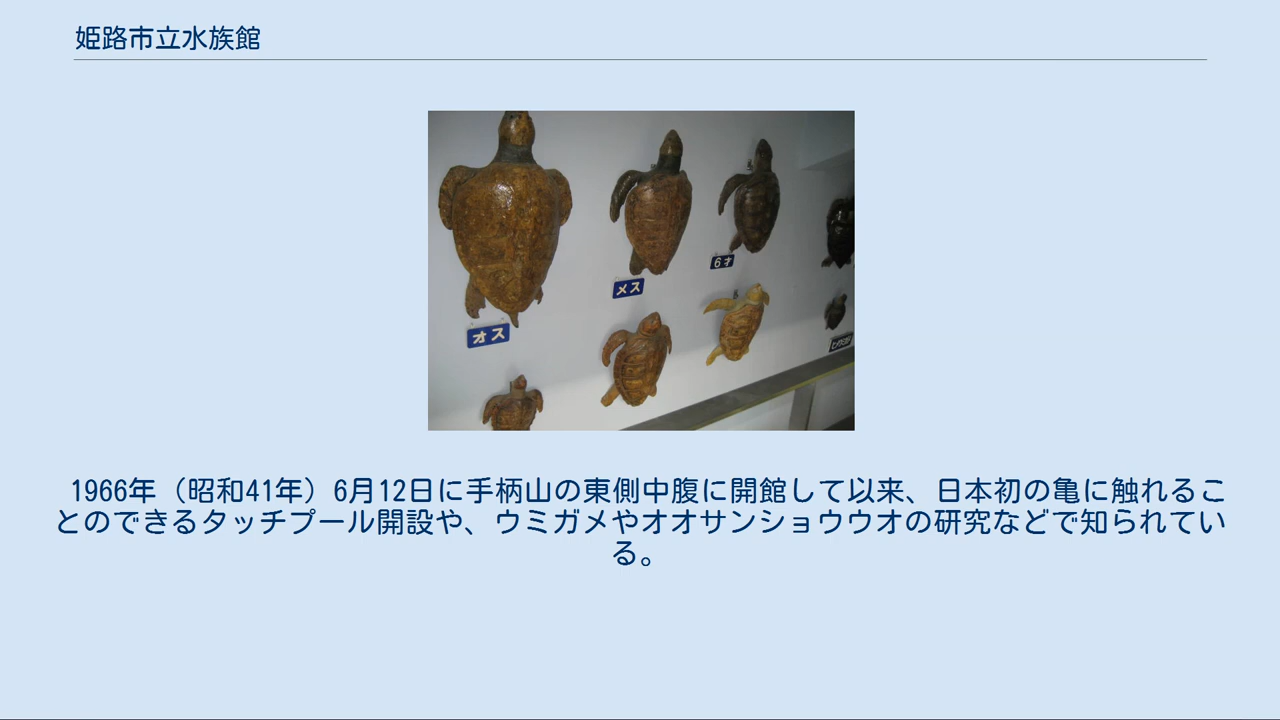 姫路市立水族館
オス
メス
6才
1966年（昭和41年）6月12日に手柄山の東側中腹に開館して以来、日本初の亀に触れるこ
とのできるタッチプール開設や、ウミガメやオオサンショウウオの研究などで知られてい
る。